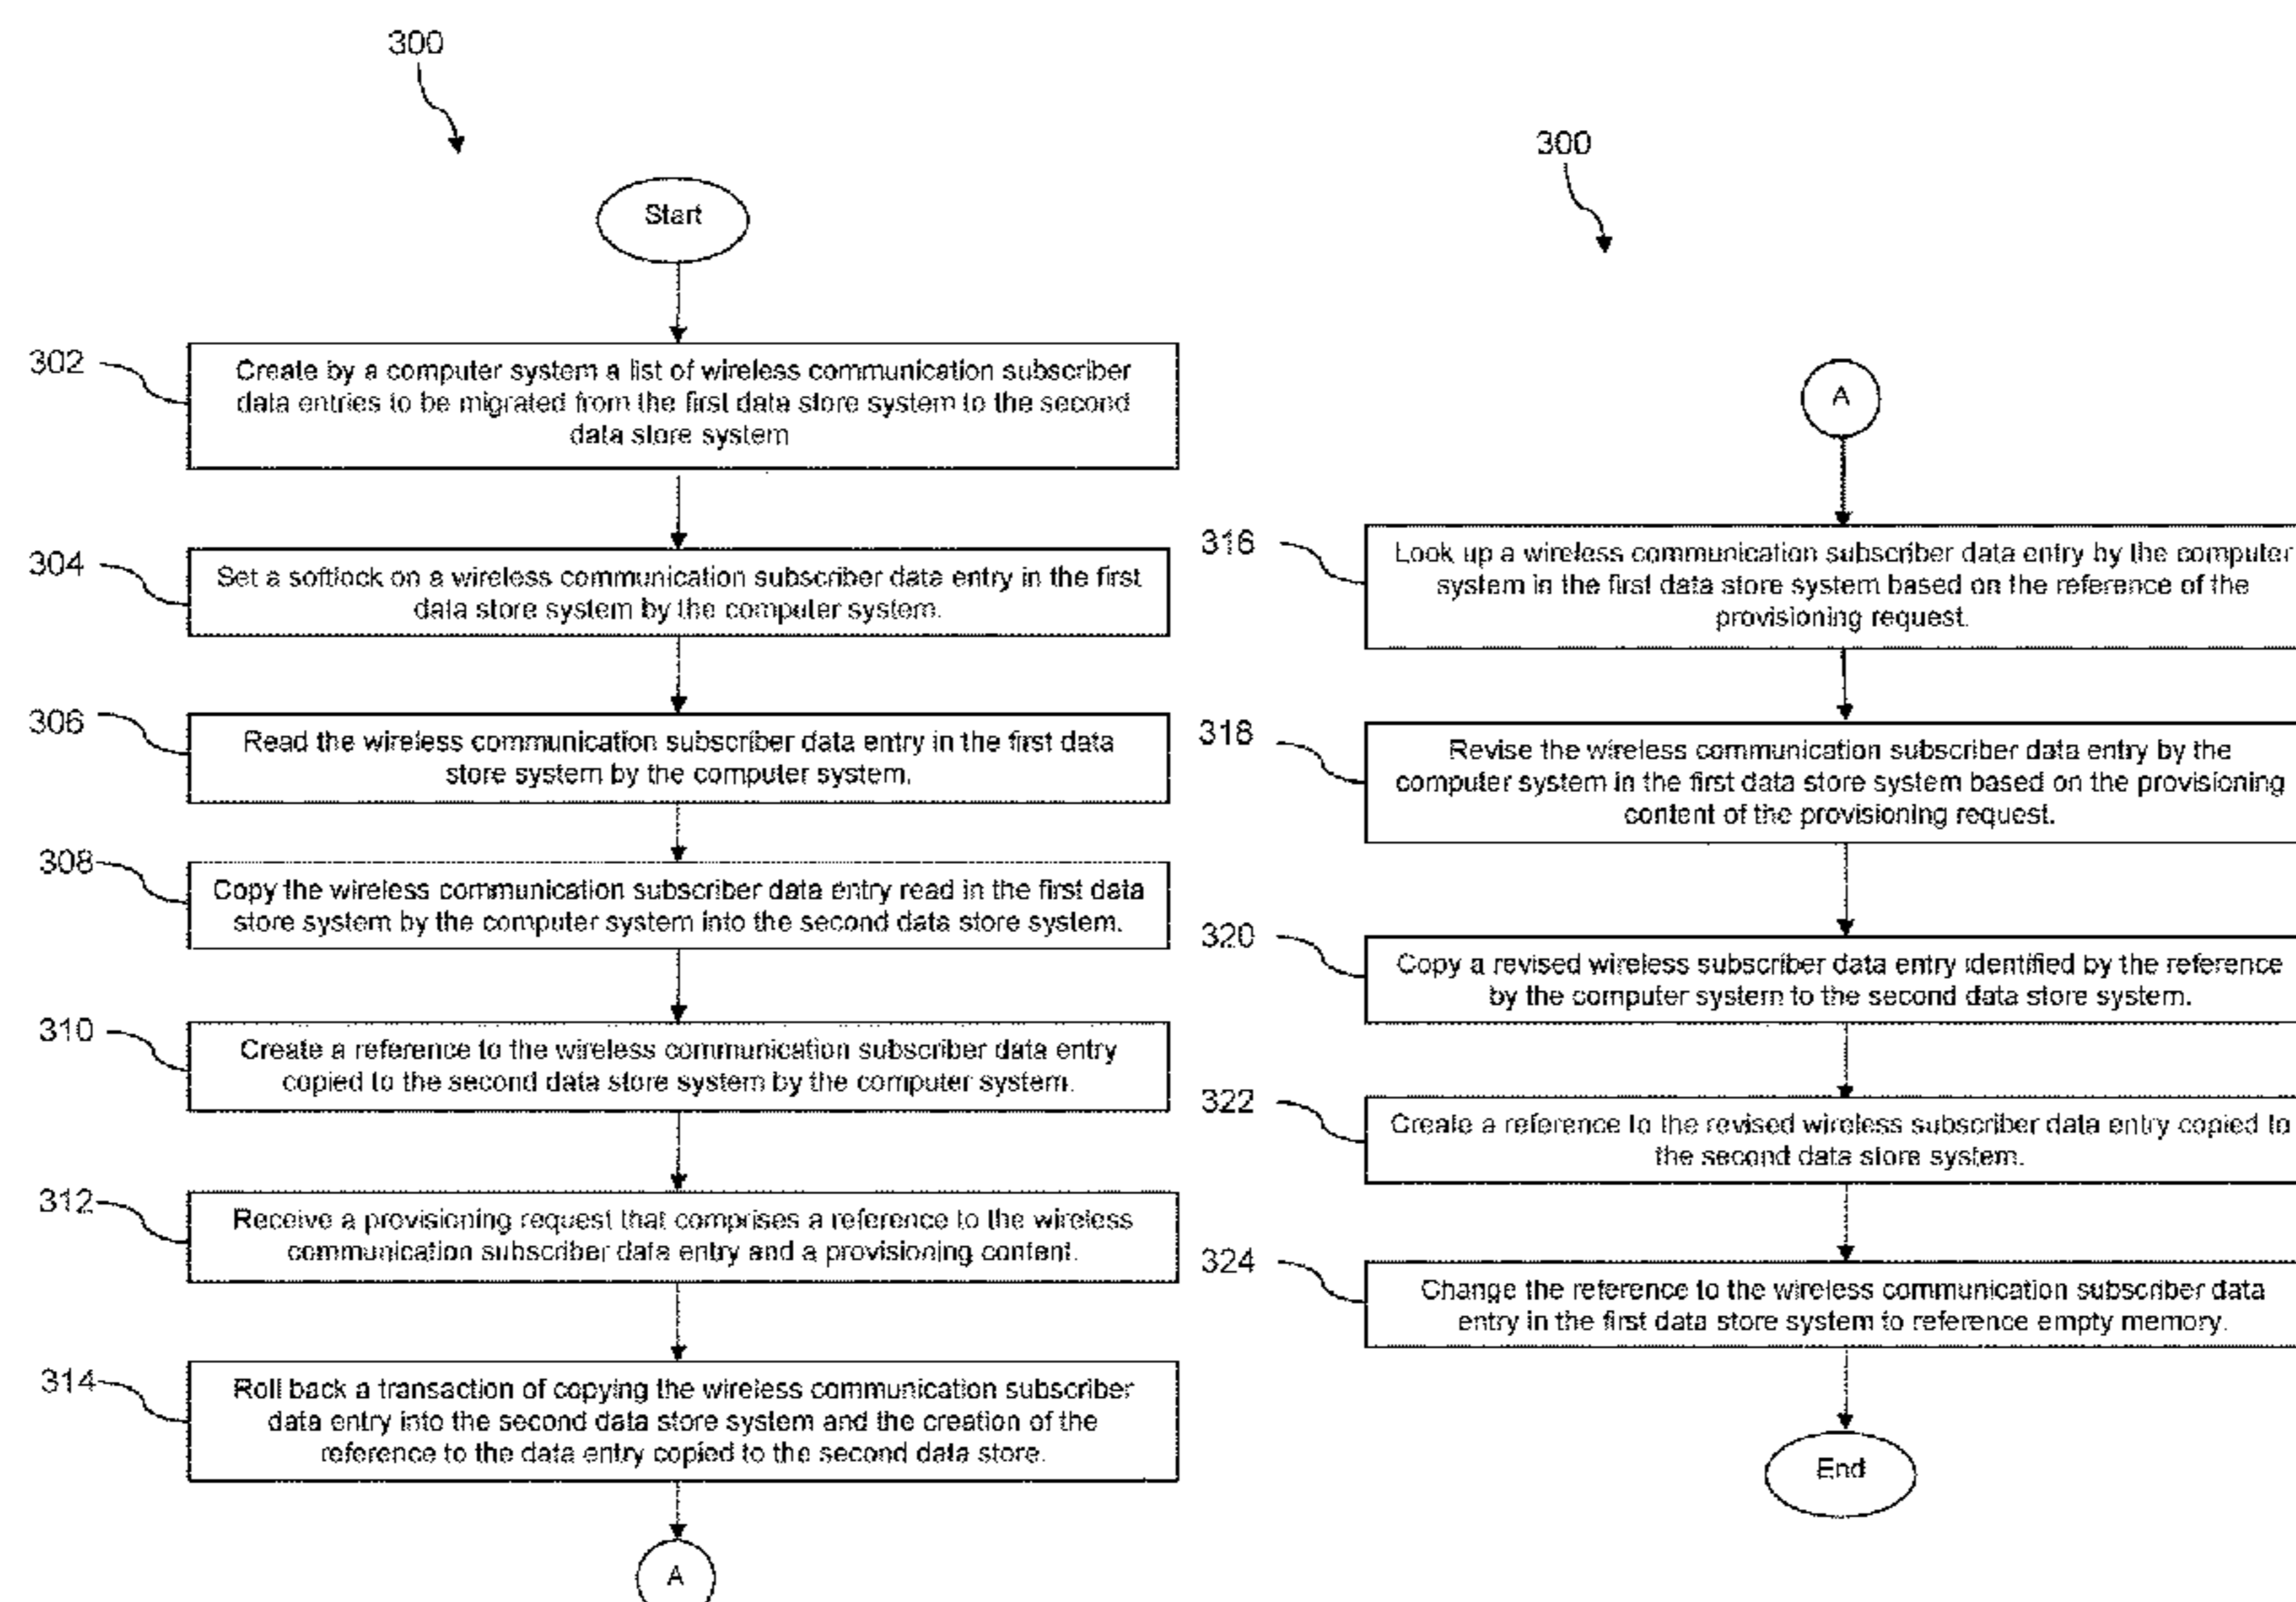 300
Start
302
Create by a computer system a list of wireless communication subscriber
data entries to be migrated from the first data store system to the second
data store system
304
Set a softlock on a wireless communication subscriber data entry in the first
data store system by the computer system.
306
Read the wireless communication subscriber data entry in the first data
store system by the computer system.
308
Copy the wireless communication subscriber data entry read in the first data
store system by the computer system into the second data store system.
310
Create a reference to the wireless communication subscriber data entry
copied to the second data store system by the computer system.
312
Receive a provisioning request that comprises a reference to the wireless
communication subscriber data entry and a provisioning content.
314
Roll back a transaction of copying the wireless communication subscriber
data entry into the second data store system and the creation of the
reference to the data entry copied to the second data store.
A
300
A
316
Look up a wireless communication subscriber data entry by the computer
system in the first data store system based on the reference of the
provisioning request.
318
Revise the wireless communication subscriber data entry by the
computer system in the first data store system based on the provisioning
content of the provisioning request.
320
Copy a revised wireless subscriber data entry identified by the reference
by the computer system to the second data store system.
322
Create a reference to the revised wireless subscriber data entry copied to
the second data store system.
324
Change the reference to the wireless communication subscriber data
entry in the first data store system to reference empty memory.
End